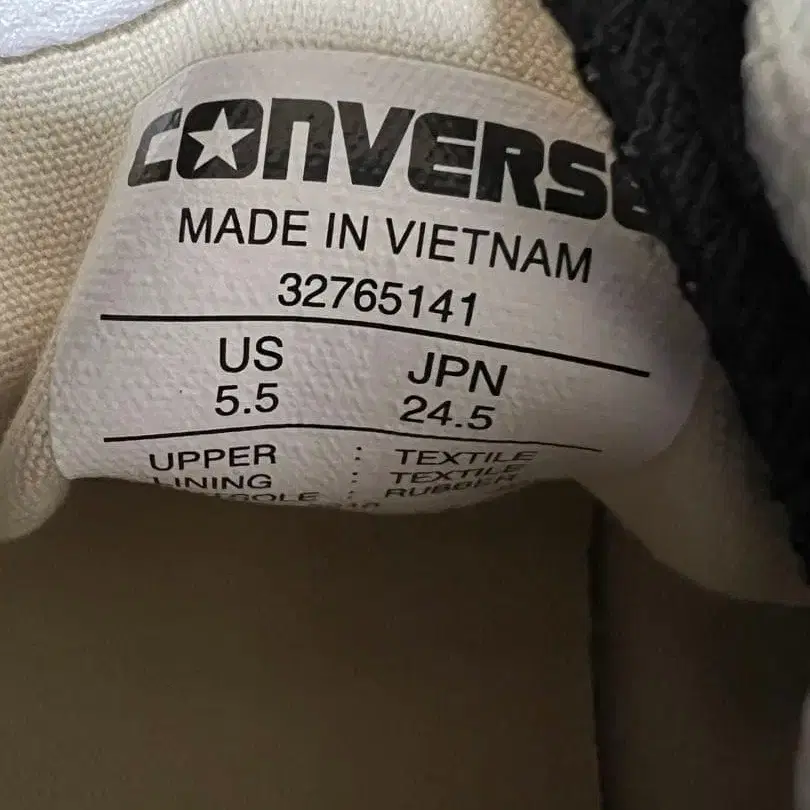 CONVERSE
MADE IN VIETNAM
32765141
US JPN
5.5 24.5
UPPER : TEXTILE
LINING : TEXTILE
: RUBBER